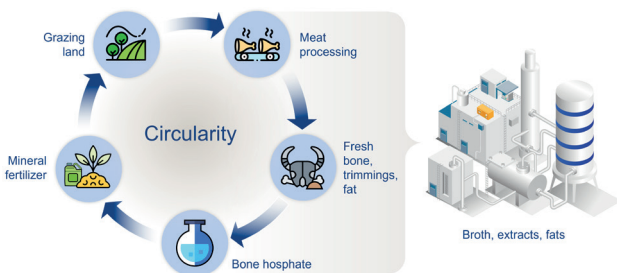 Grazing
land
Meat
processing
Circularity
Mineral
fertilizer
Fresh
bone,
trimmings,
fat
Bone hosphate
Broth, extracts, fats